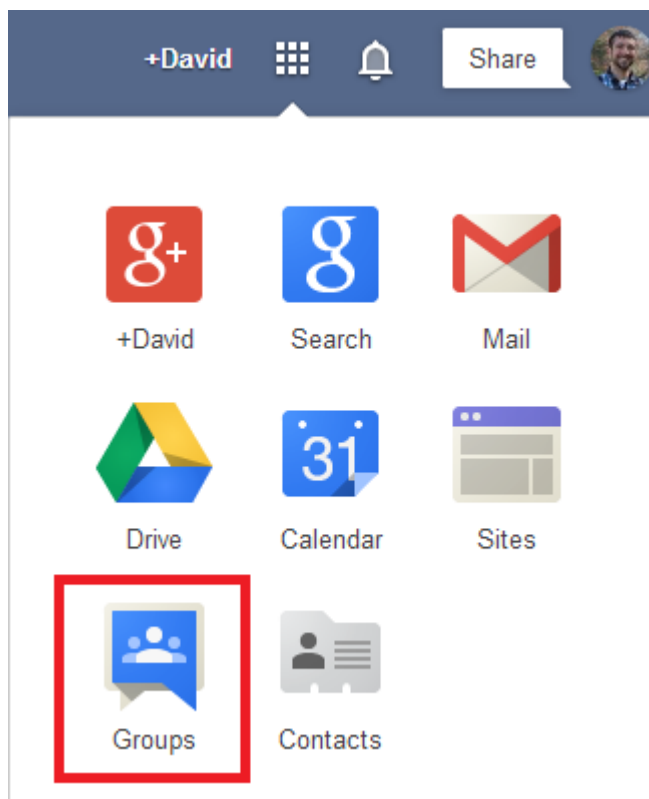 +David Share
g+ g
+David Search Mail
31
Drive Calendar Sites
Groups Contacts